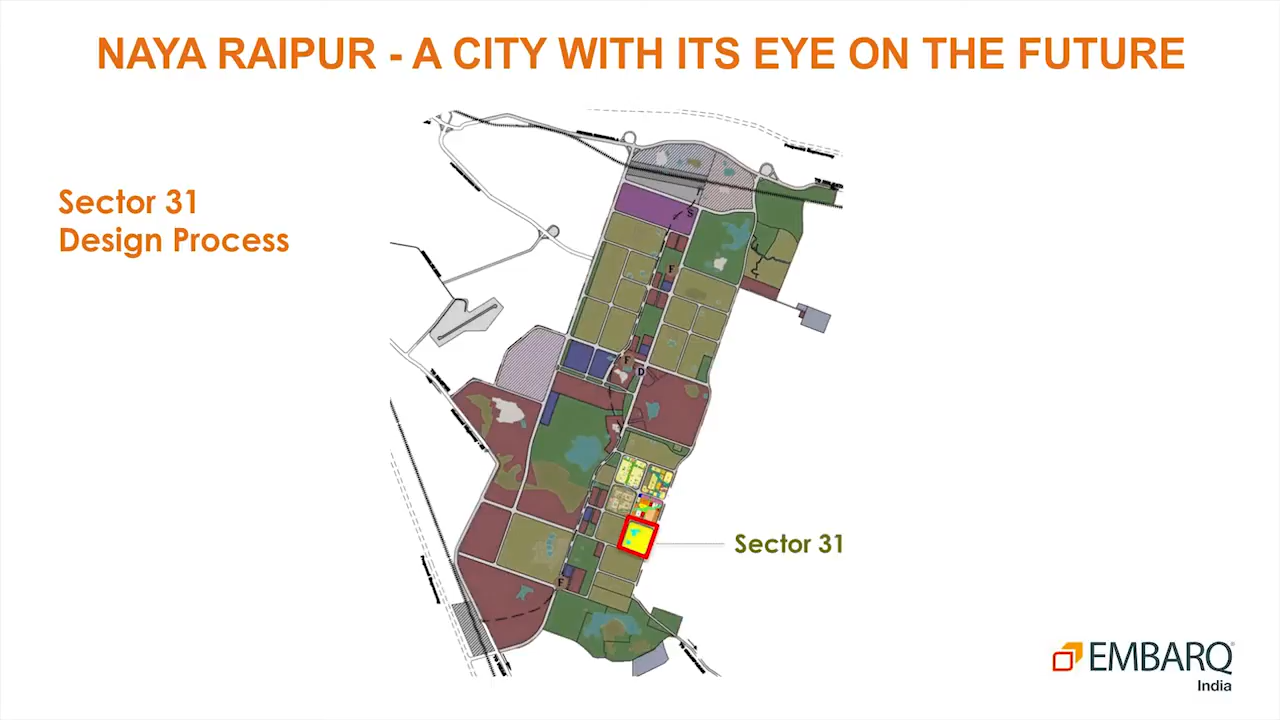 NAYA RAIPUR - A CITY WITH ITS EYE ON THE FUTURE
Sector 31
Design Process
S
F
F
D
F
Sector 31
EMBARQ
India